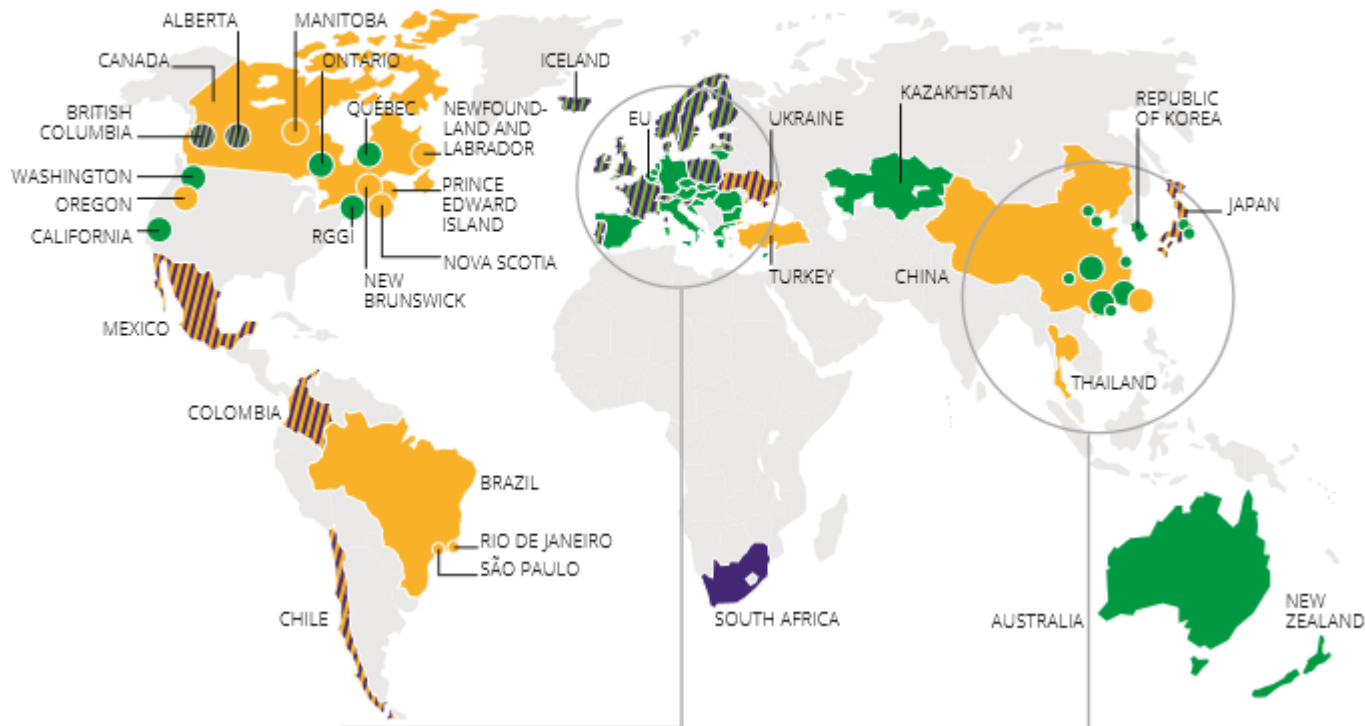 ALBERTA
MANITOBA
CANADA
ONTARIO
ICELAND
BRITISH
COLUMBIA
QUÉBEC
NEWFOUND-
LAND AND
LABRADOR
EU
UKRAINE
KAZAKHSTAN
REPUBLIC
OF KOREA
WASHINGTON
OREGON
CALIFORNIA
RGGI
PRINCE
EDWARD
ISLAND
NOVA SCOTIA
NEW
BRUNSWICK
JAPAN
TURKEY
CHINA
MEXICO
THAILAND
COLOMBIA
BRAZIL
RIO DE JANEIRO
SÃO PAULO
CHILE
SOUTH AFRICA
AUSTRALIA
NEW
ZEALAND